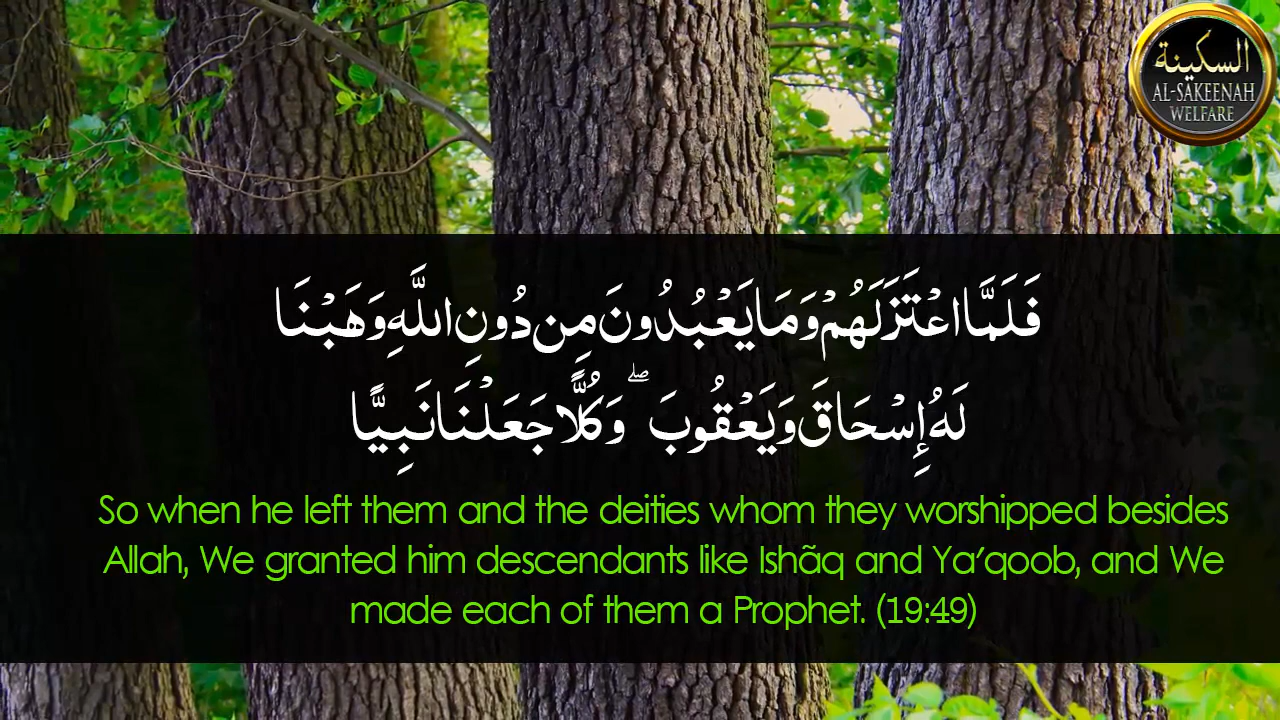 السكينة
AL-SAKEENAH
WELFARE
فَلَمَّا اعْتَزَلَهُمْ وَمَا يَعْبُدُونَ مِن دُونِ اللَّهِ وَهَبْنَا
لَهُ إِسْحَاقَ وَيَعْقُوبَ ۖ وَكُلًّا جَعَلْنَا نَبِيًّا
So when he left them and the deities whom they worshipped besides
Allah, We granted him descendants like Ishãq and Ya’qoob, and We
made each of them a Prophet. (19:49)